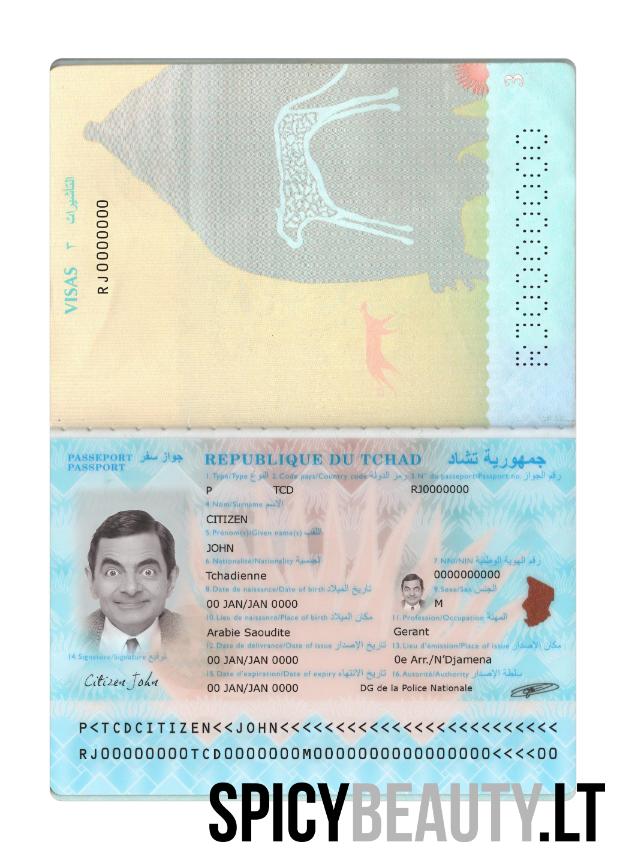 VISAS ٣ التأشيرات
RJ0000000
3
RJ0000000
PASSEPORT جواز سفر
PASSPORT
REPUBLIQUE DU TCHAD جمهورية تشاد
1. Type/Type النوع 2. Code pays/Country code رمز الدولة 3. N° du passeport/Passport no. رقم الجواز
P TCD RJ0000000
4. Nom/Surname الاسم
CITIZEN
5. Prénom(s)/Given name(s) اللقب
JOHN
6. Nationalité/Nationality الجنسية 7. NNI/NIN رقم الهوية الوطنية
Tchadienne 0000000000
8. Date de naissance/Date of birth تاريخ الميلاد 9. Sexe/Sex الجنس
00 JAN/JAN 0000 M
10. Lieu de naissance/Place of birth مكان الميلاد 11. Profession/Occupation المهنة
Arabie Saoudite Gerant
12. Date de délivrance/Date of issue تاريخ الإصدار 13. Lieu d'émission/Place of issue مكان الإصدار
00 JAN/JAN 0000 0e Arr./N'Djamena
14. Signature/Signature توقيع
15. Date d'expiration/Date of expiry تاريخ الانتهاء 16. Autorité/Authority سلطة الإصدار
00 JAN/JAN 0000 DG de la Police Nationale
Citizen John
P<TCDCITIZEN<<JOHN<<<<<<<<<<<<<<<<<<<<<<<<<<
RJ00000000TCD0000000M0000000000000000000<<<<00
SPICYBEAUTY.LT